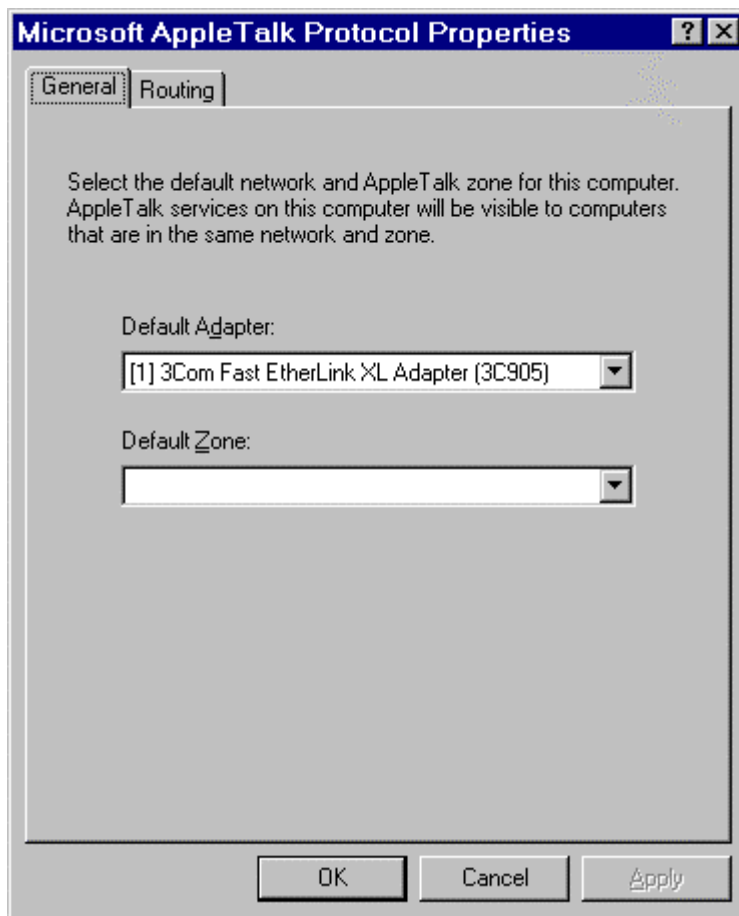 Microsoft AppleTalk Protocol Properties
General
Routing
Select the default network and AppleTalk zone for this computer.
AppleTalk services on this computer will be visible to computers
that are in the same network and zone.
Default Adapter:
[1] 3Com Fast EtherLink XL Adapter (3C905)
Default Zone:
OK
Cancel
Apply